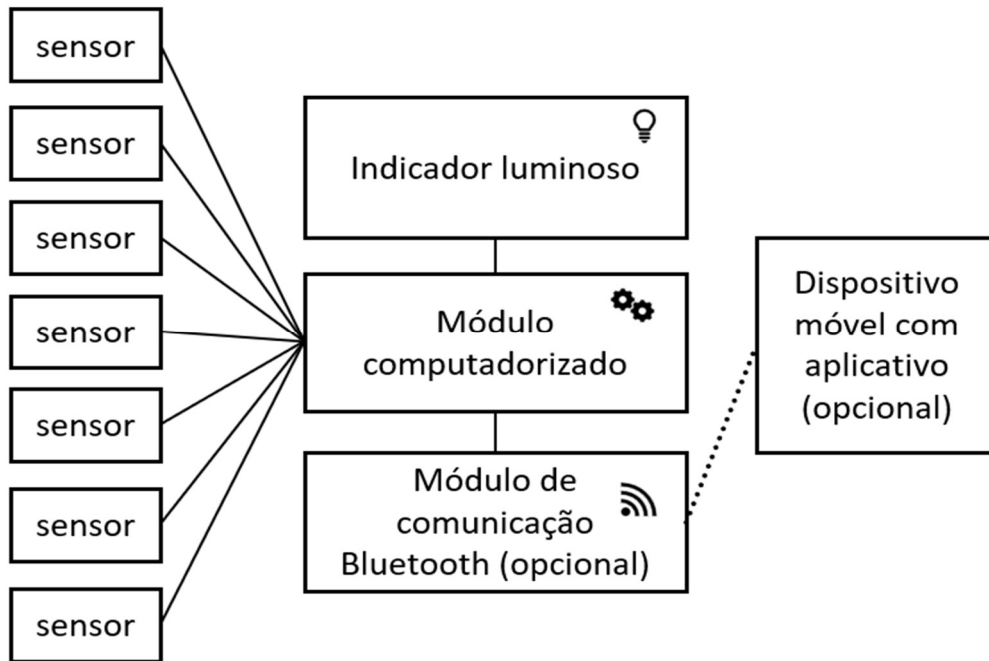 sensor
sensor
sensor
sensor
sensor
sensor
sensor
Indicador luminoso
Módulo
computadorizado
Módulo de
comunicação
Bluetooth (opcional)
Dispositivo
móvel com
aplicativo
(opcional)